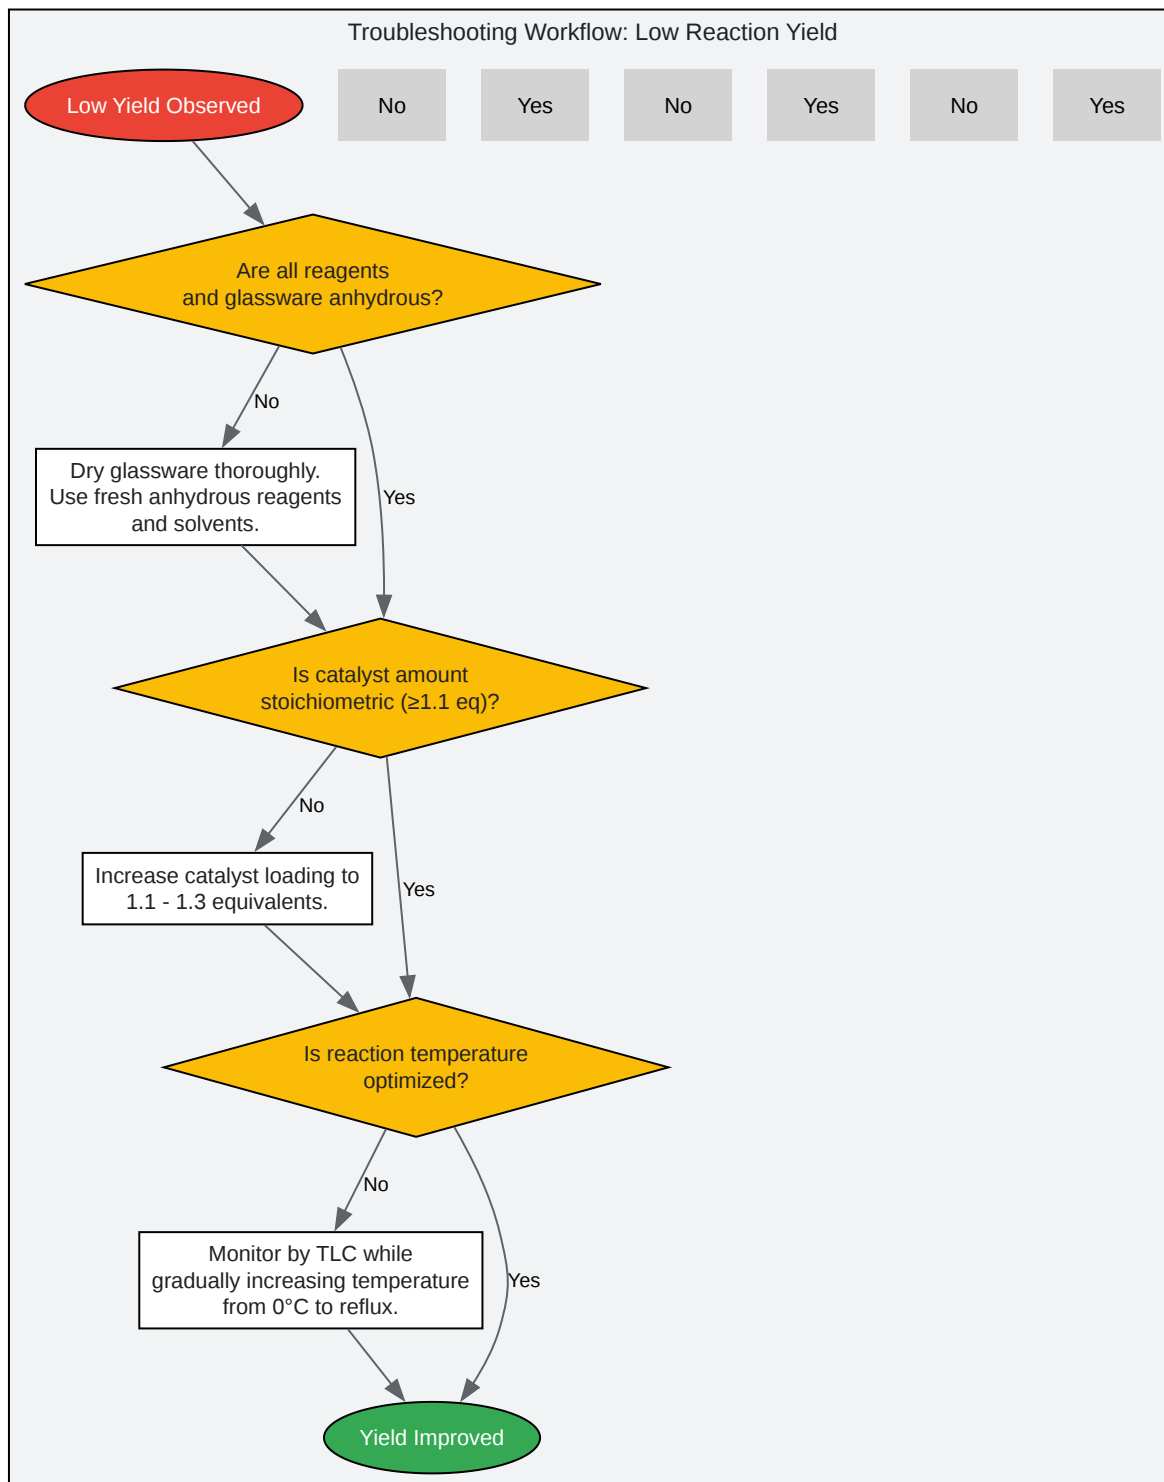 Troubleshooting Workflow: Low Reaction Yield
Low Yield Observed
No
Yes
No
Yes
No
Yes
Are all reagents
and glassware anhydrous?
No
Dry glassware thoroughly.
Use fresh anhydrous reagents
and solvents.
Yes
Is catalyst amount
stoichiometric (≥1.1 eq)?
No
Increase catalyst loading to
1.1 - 1.3 equivalents.
Yes
Is reaction temperature
optimized?
No
Monitor by TLC while
gradually increasing temperature
from 0°C to reflux.
Yes
Yield Improved